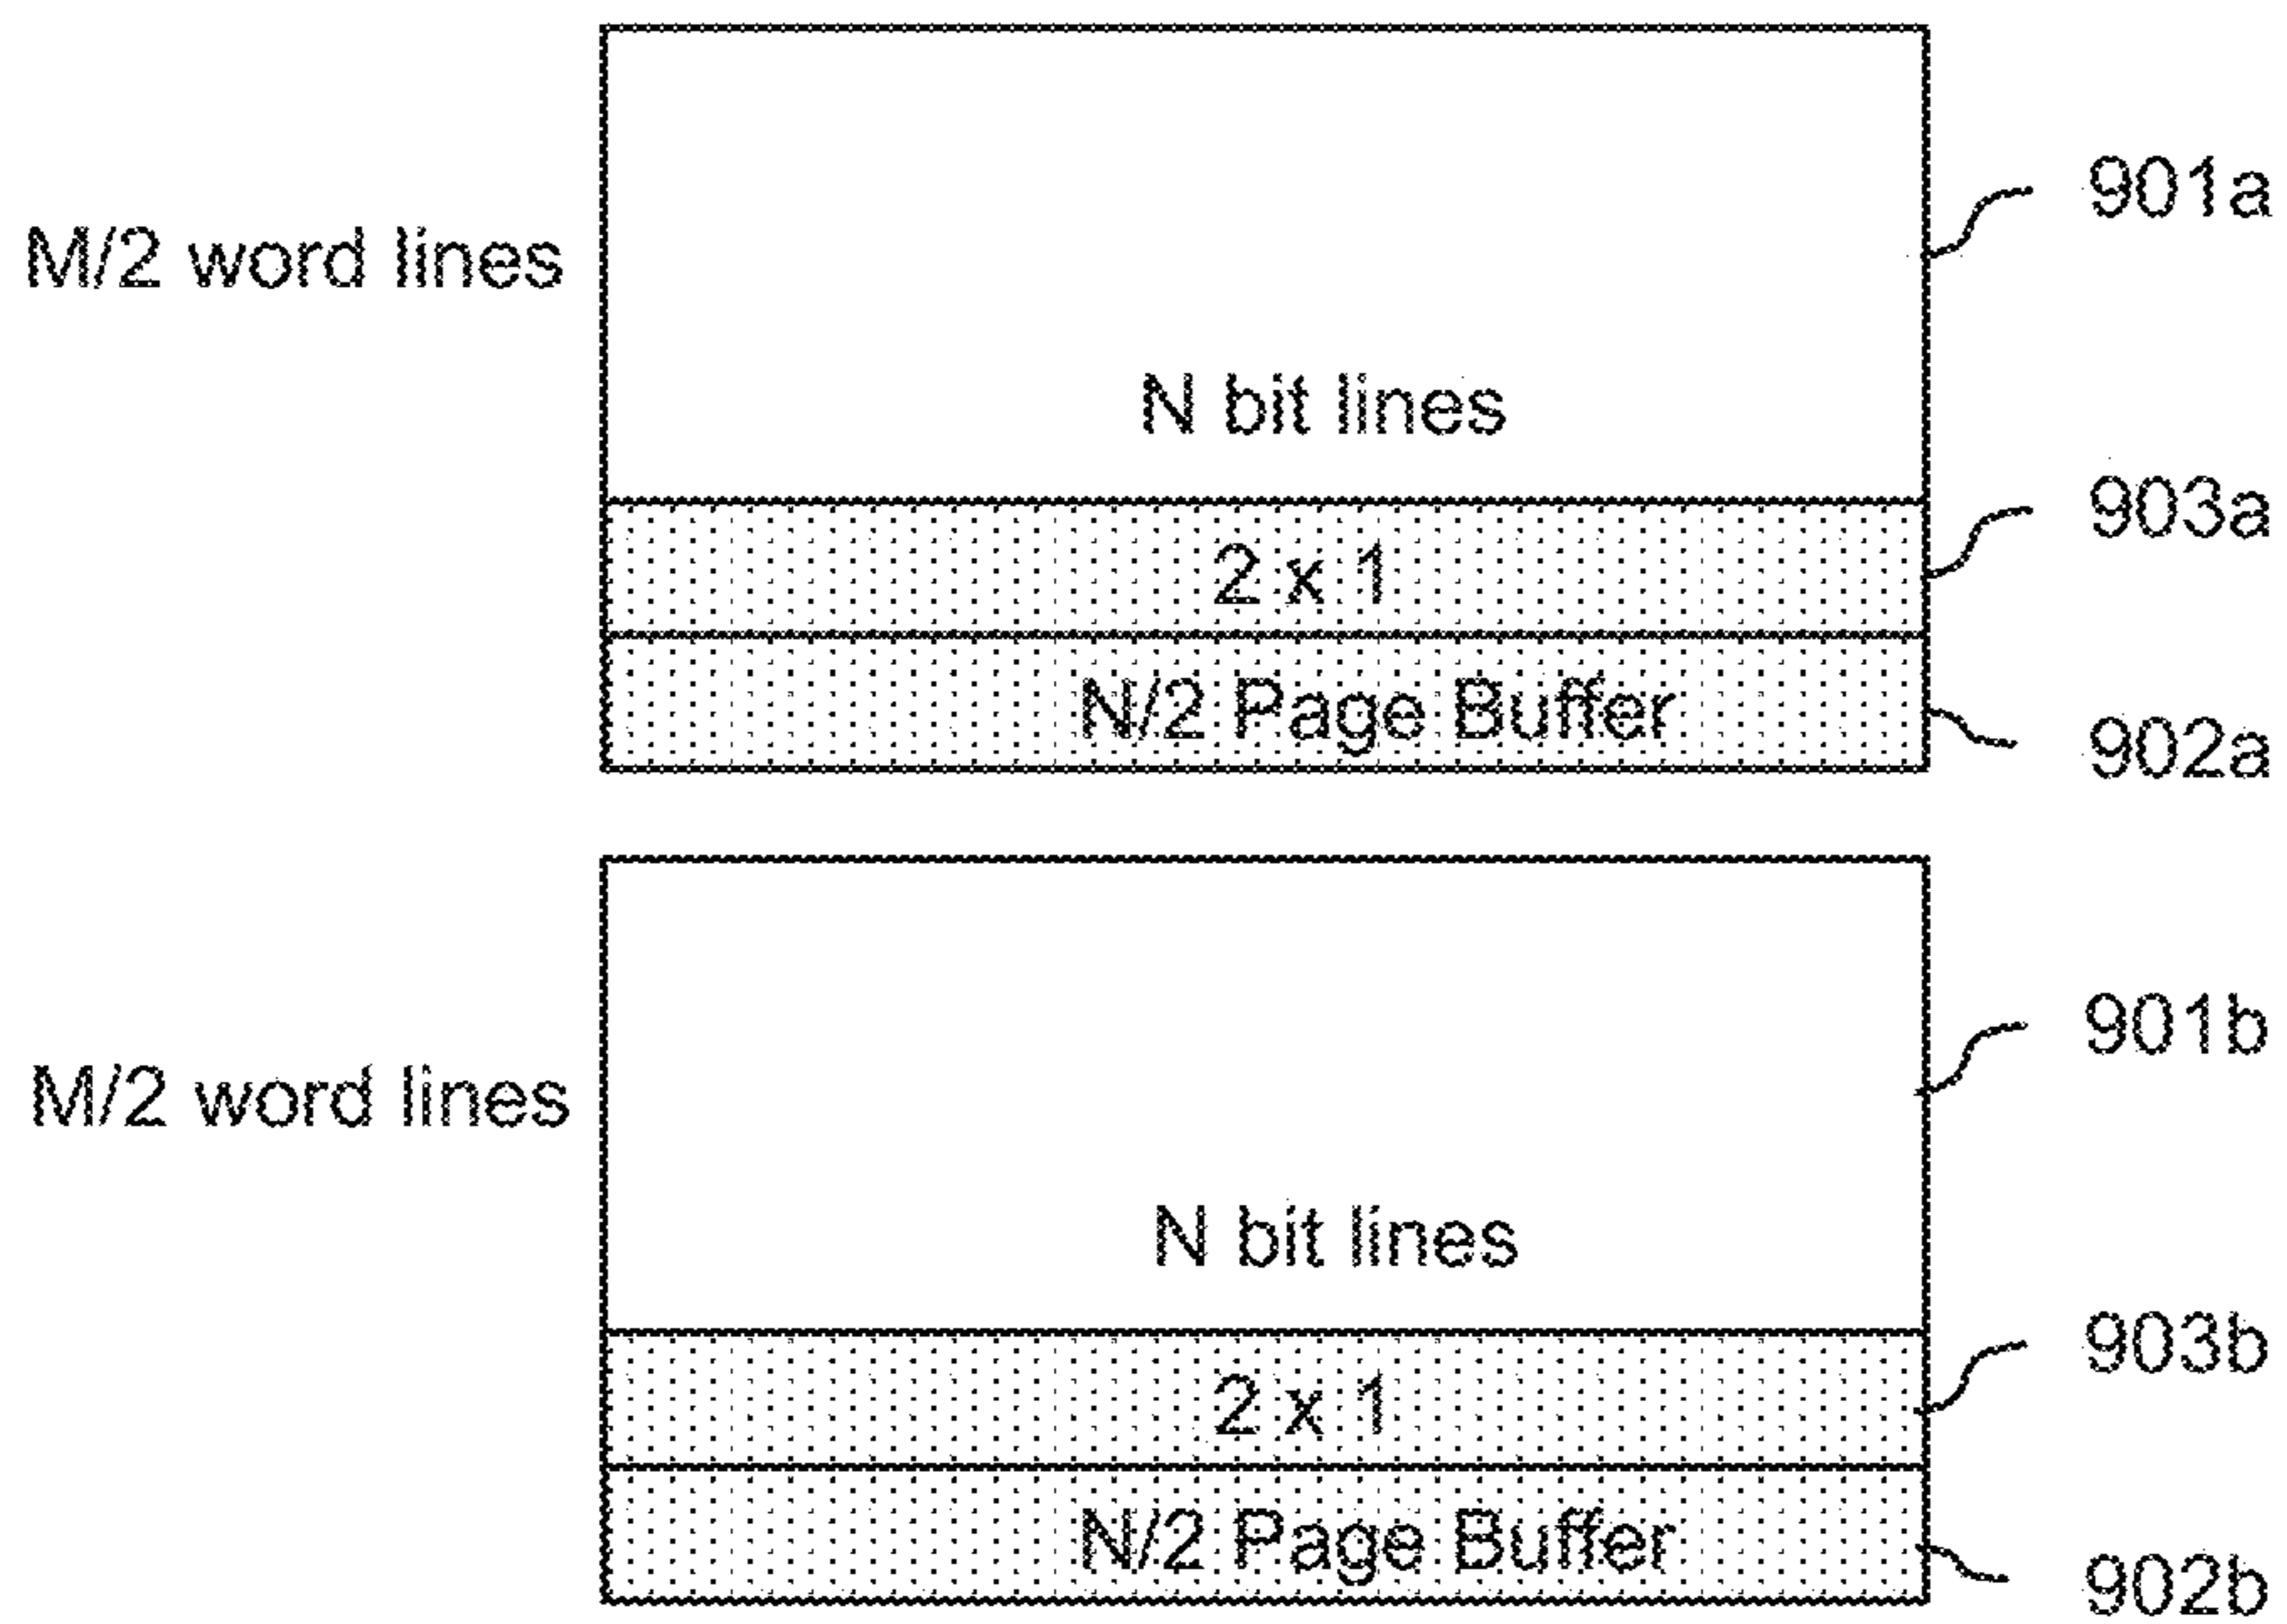 901a
M/2 word lines
N bit lines
903a
2 x 1
N/2 Page Buffer
902a
901b
M/2 word lines
N bit lines
903b
2 x 1
N/2 Page Buffer
902b